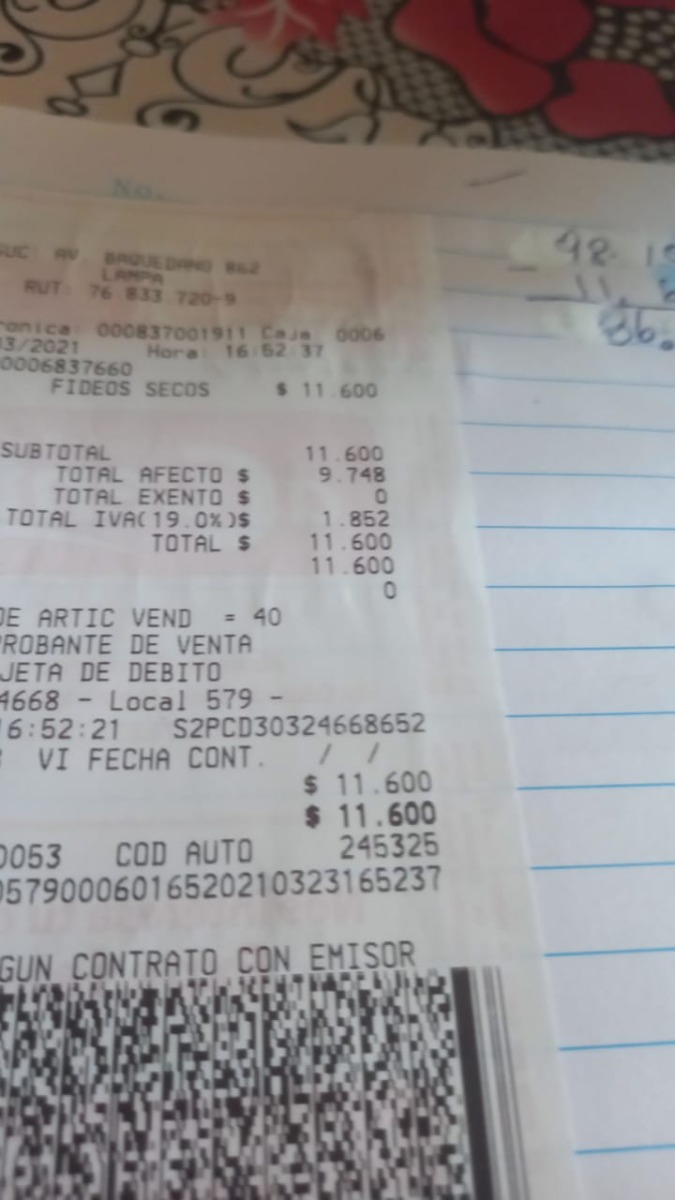 No.
SUC: AV. BAQUEDANO 862
LAMPA
RUT: 76.833.720-9
ronica: 000837001911 Caja: 0006
03/2021 Hora: 16:52:37
0006837660
FIDEOS SECOS $ 11.600
SUBTOTAL 11.600
TOTAL AFECTO $ 9.748
TOTAL EXENTO $ 0
TOTAL IVA(19.0%)$ 1.852
TOTAL $ 11.600
11.600
0
DE ARTIC VEND = 40
PROBANTE DE VENTA
JETA DE DEBITO
4668 - Local 579 -
16:52:21 S2PCD30324668652
VI FECHA CONT. / /
$ 11.600
$ 11.600
0053 COD AUTO 245325
05790006016520210323165237
GUN CONTRATO CON EMISOR
98.
- 11.
86.